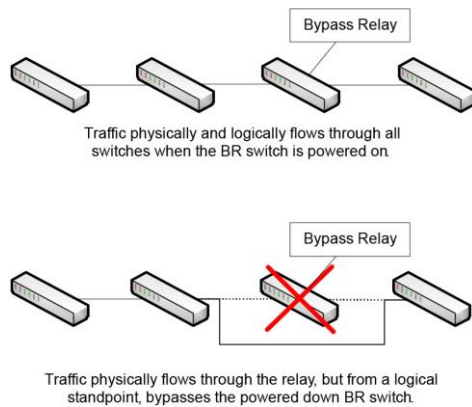 Bypass Relay
Traffic physically and logically flows through all
switches when the BR switch is powered on.
Bypass Relay
Traffic physically flows through the relay, but from a logical
standpoint, bypasses the powered down BR switch.